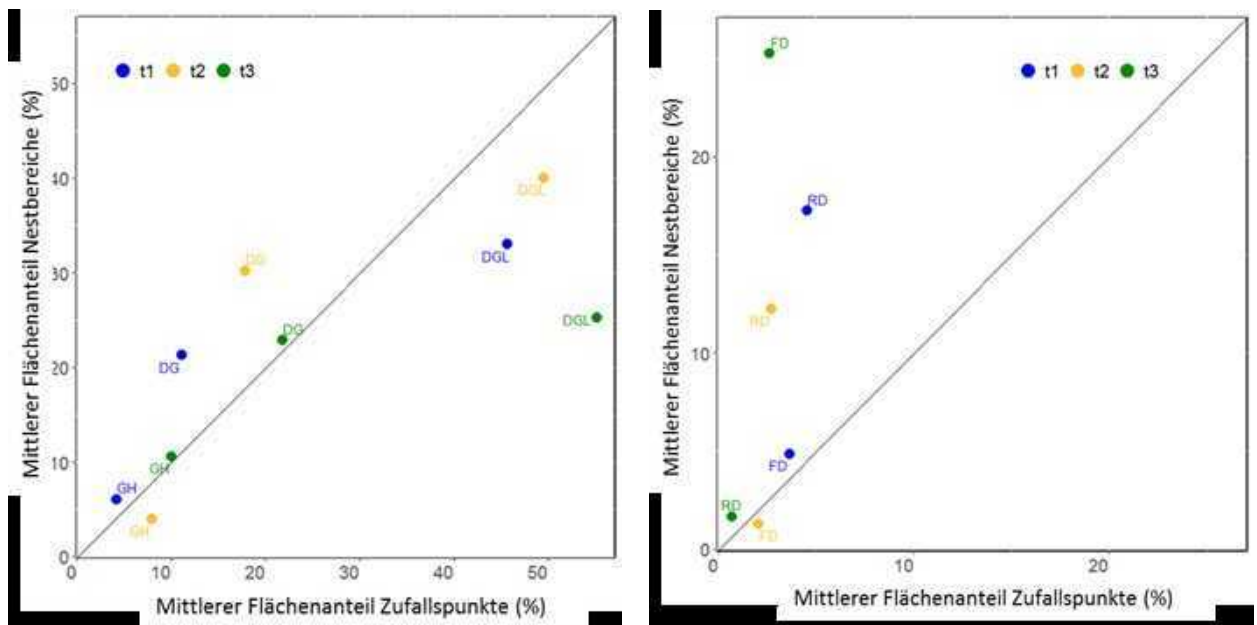 Mittlerer Flächenanteil Nestbereiche (%)
50
40
30
20
10
0
t1 t2 t3
DGL
DG
DGL
DG
DGL
DG
GH
GH
GH
0 10 20 30 40 50
Mittlerer Flächenanteil Zufallspunkte (%)
Mittlerer Flächenanteil Nestbereiche (%)
20
10
0
FD
t1 t2 t3
RD
RD
FD
RD
FD
0 10 20
Mittlerer Flächenanteil Zufallspunkte (%)